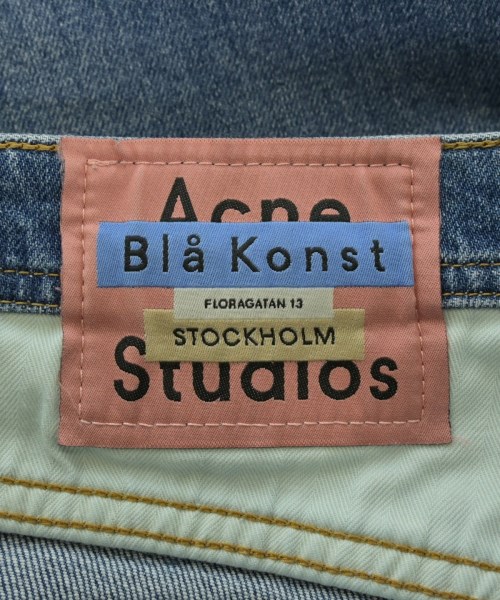 Acne
Blå Konst
FLORAGATAN 13
STOCKHOLM
Studios